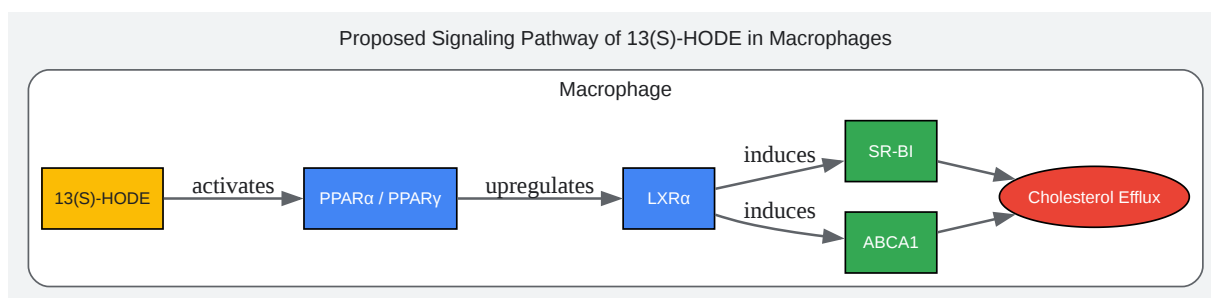 Proposed Signaling Pathway of 13(S)-HODE in Macrophages
Macrophage
13(S)-HODE
activates
PPARα / PPARγ
upregulates
LXRα
induces
SR-BI
induces
ABCA1
Cholesterol Efflux